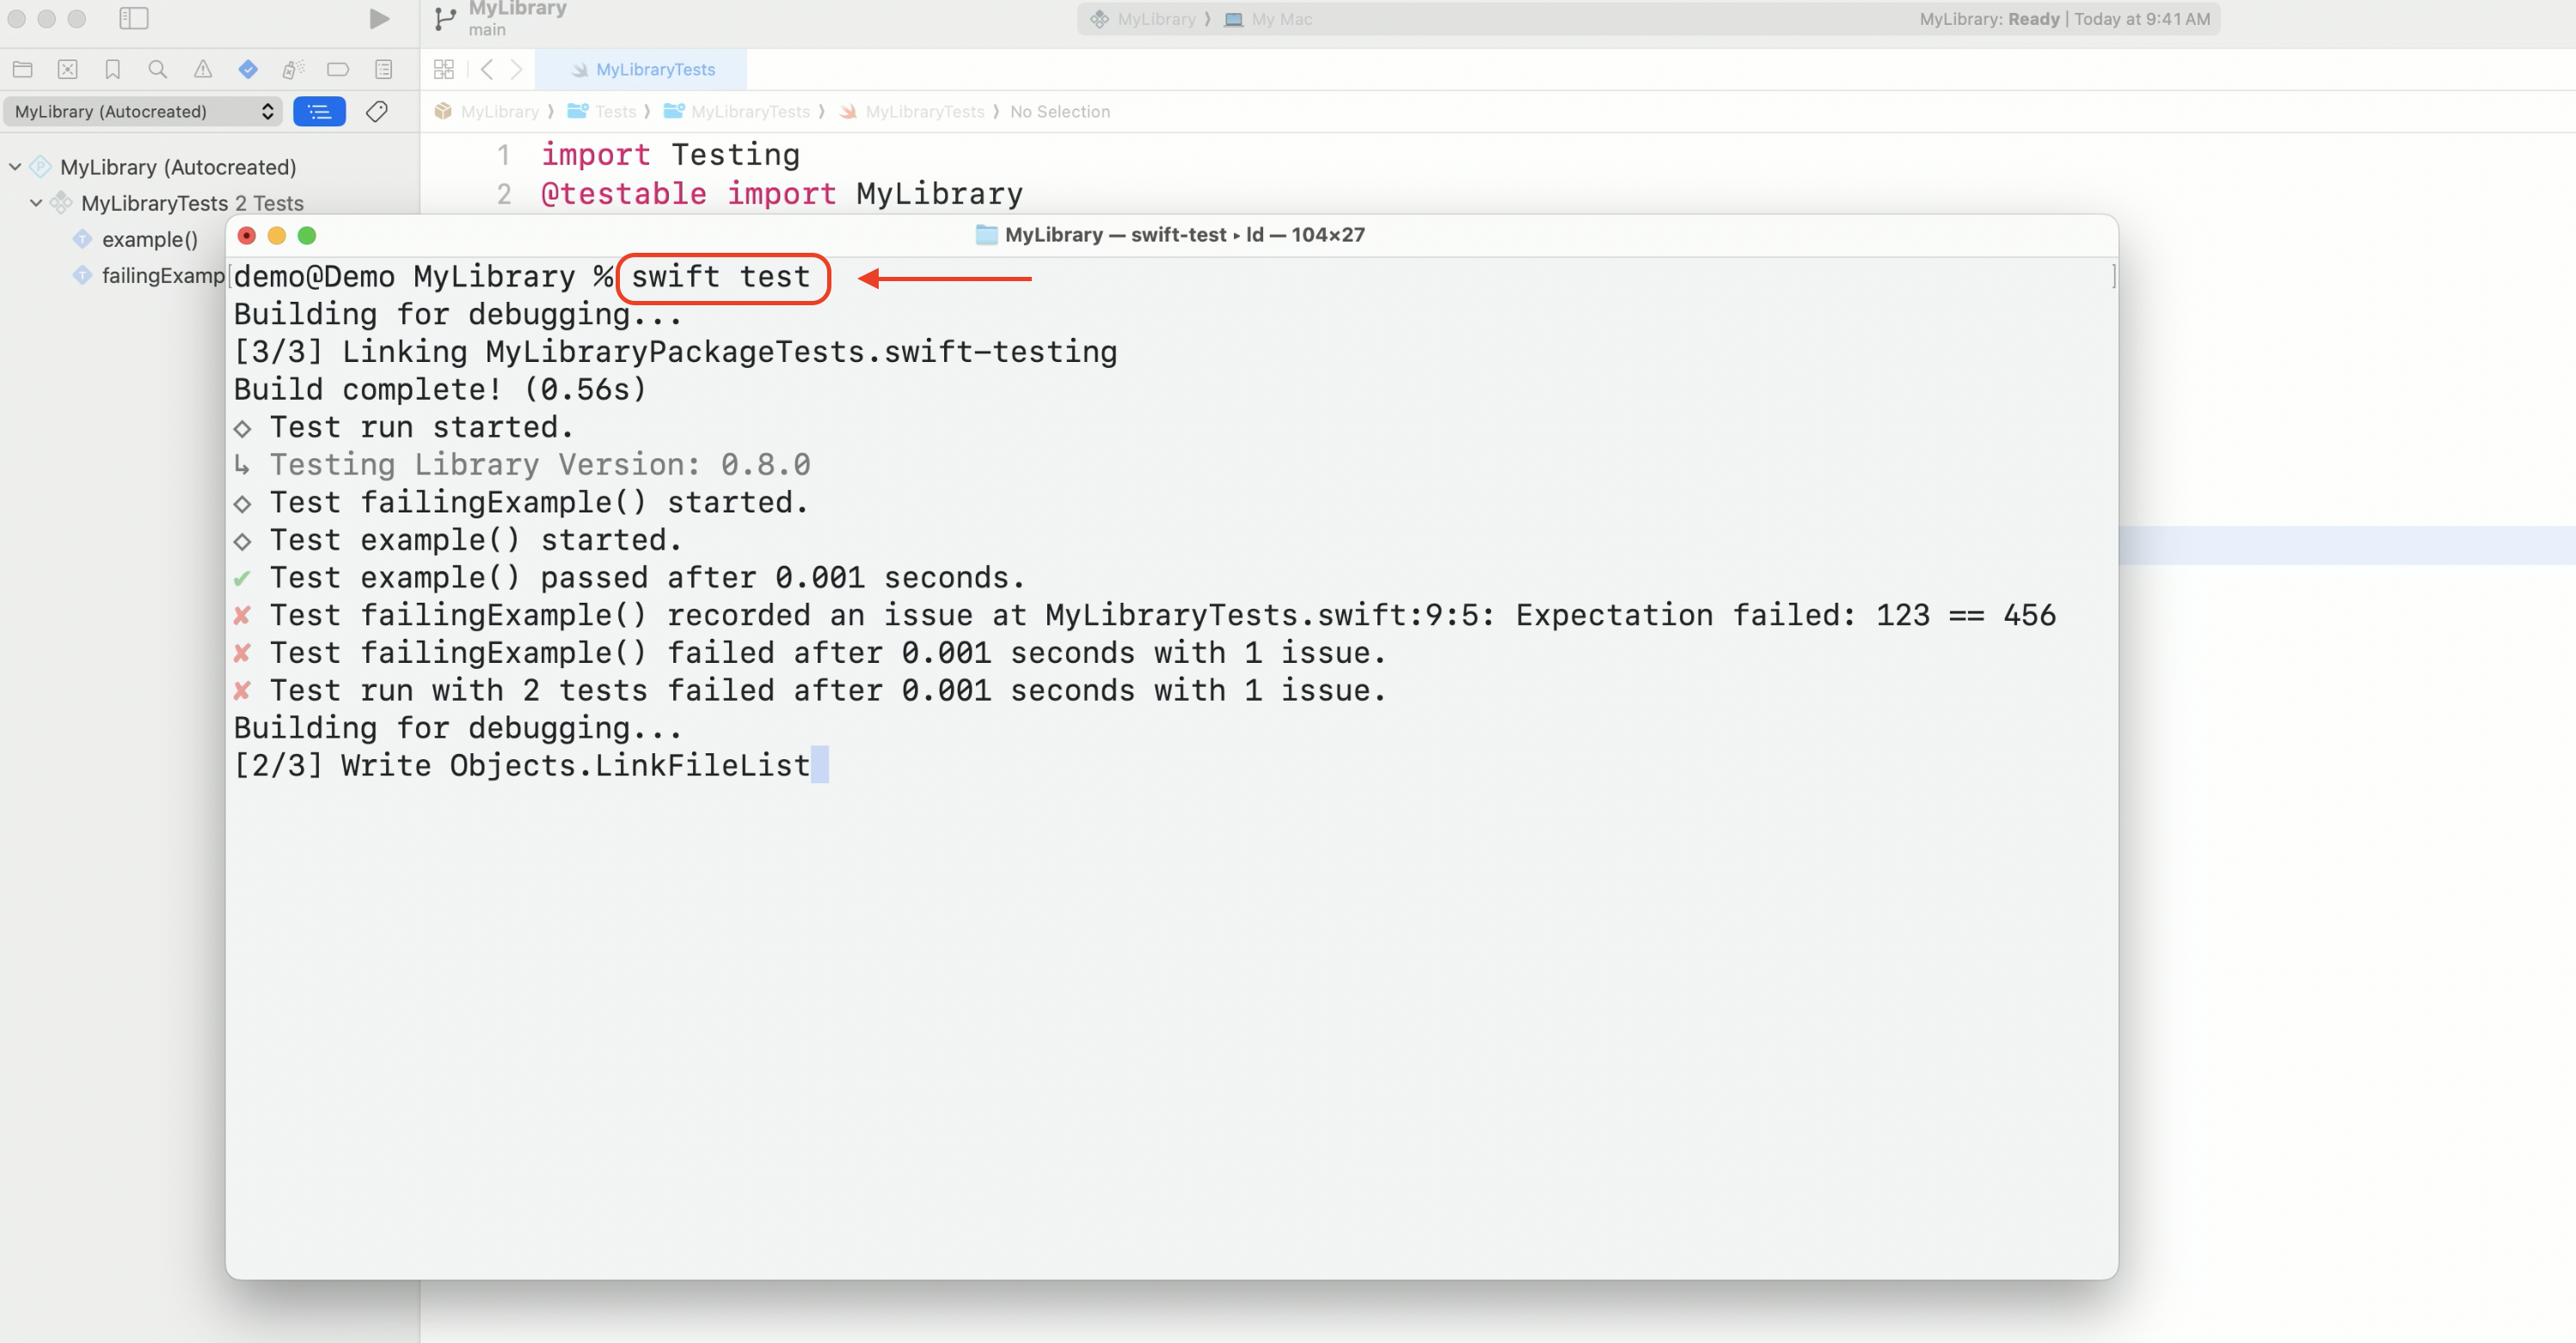 MyLibrary
main
MyLibrary ⟩ My Mac
MyLibrary: Ready | Today at 9:41 AM
MyLibraryTests
MyLibrary (Autocreated)
MyLibrary ⟩ Tests ⟩ MyLibraryTests ⟩ MyLibraryTests ⟩ No Selection
MyLibrary (Autocreated)
MyLibraryTests 2 Tests
example()
failingExamp
1 import Testing
2 @testable import MyLibrary
MyLibrary — swift-test ▸ ld — 104×27
demo@Demo MyLibrary % swift test
Building for debugging...
[3/3] Linking MyLibraryPackageTests.swift-testing
Build complete! (0.56s)
◇ Test run started.
↳ Testing Library Version: 0.8.0
◇ Test failingExample() started.
◇ Test example() started.
✔ Test example() passed after 0.001 seconds.
✘ Test failingExample() recorded an issue at MyLibraryTests.swift:9:5: Expectation failed: 123 == 456
✘ Test failingExample() failed after 0.001 seconds with 1 issue.
✘ Test run with 2 tests failed after 0.001 seconds with 1 issue.
Building for debugging...
[2/3] Write Objects.LinkFileList